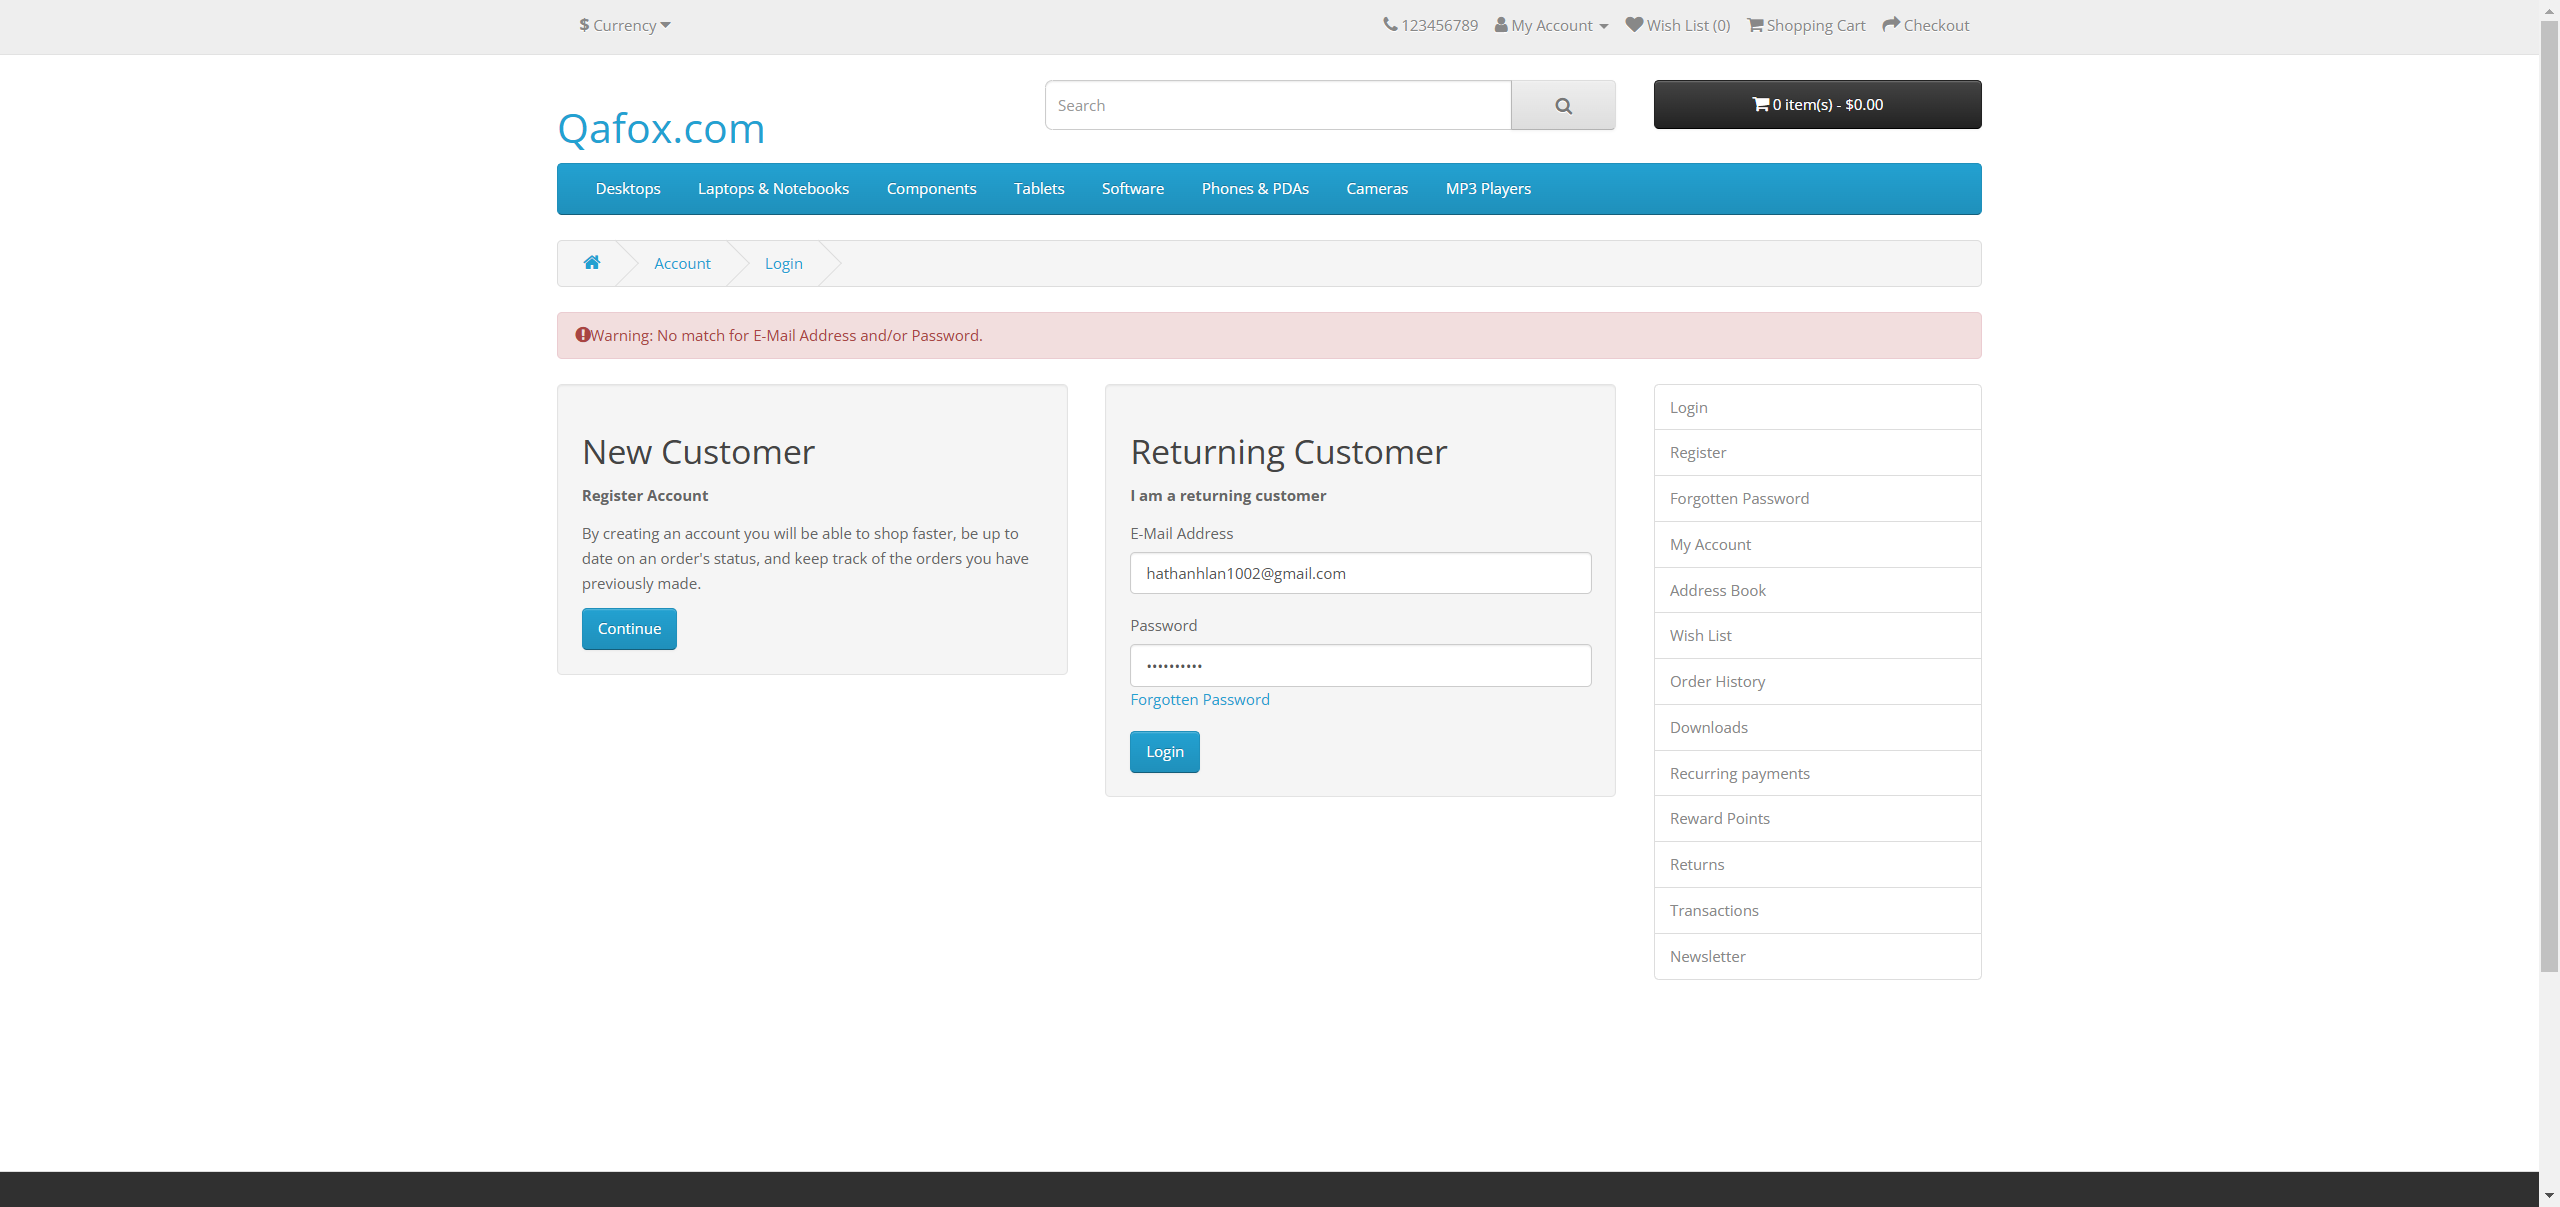 $ Currency
123456789 My Account Wish List (0) Shopping Cart Checkout
Qafox.com
Search
0 item(s) - $0.00
Desktops Laptops & Notebooks Components Tablets Software Phones & PDAs Cameras MP3 Players
Account Login
Warning: No match for E-Mail Address and/or Password.
New Customer
Register Account
By creating an account you will be able to shop faster, be up to
date on an order's status, and keep track of the orders you have
previously made.
Continue
Returning Customer
I am a returning customer
E-Mail Address
hathanhlan1002@gmail.com
Password
••••••••••
Forgotten Password
Login
Login
Register
Forgotten Password
My Account
Address Book
Wish List
Order History
Downloads
Recurring payments
Reward Points
Returns
Transactions
Newsletter